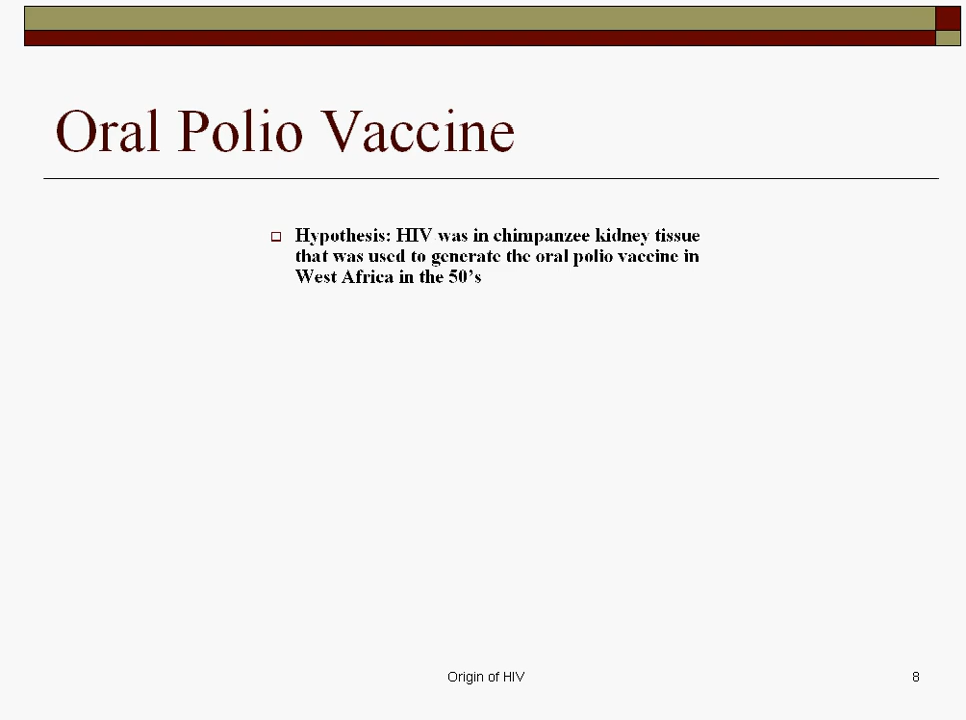 Oral Polio Vaccine
Hypothesis: HIV was in chimpanzee kidney tissue
that was used to generate the oral polio vaccine in
West Africa in the 50's
Origin of HIV
8